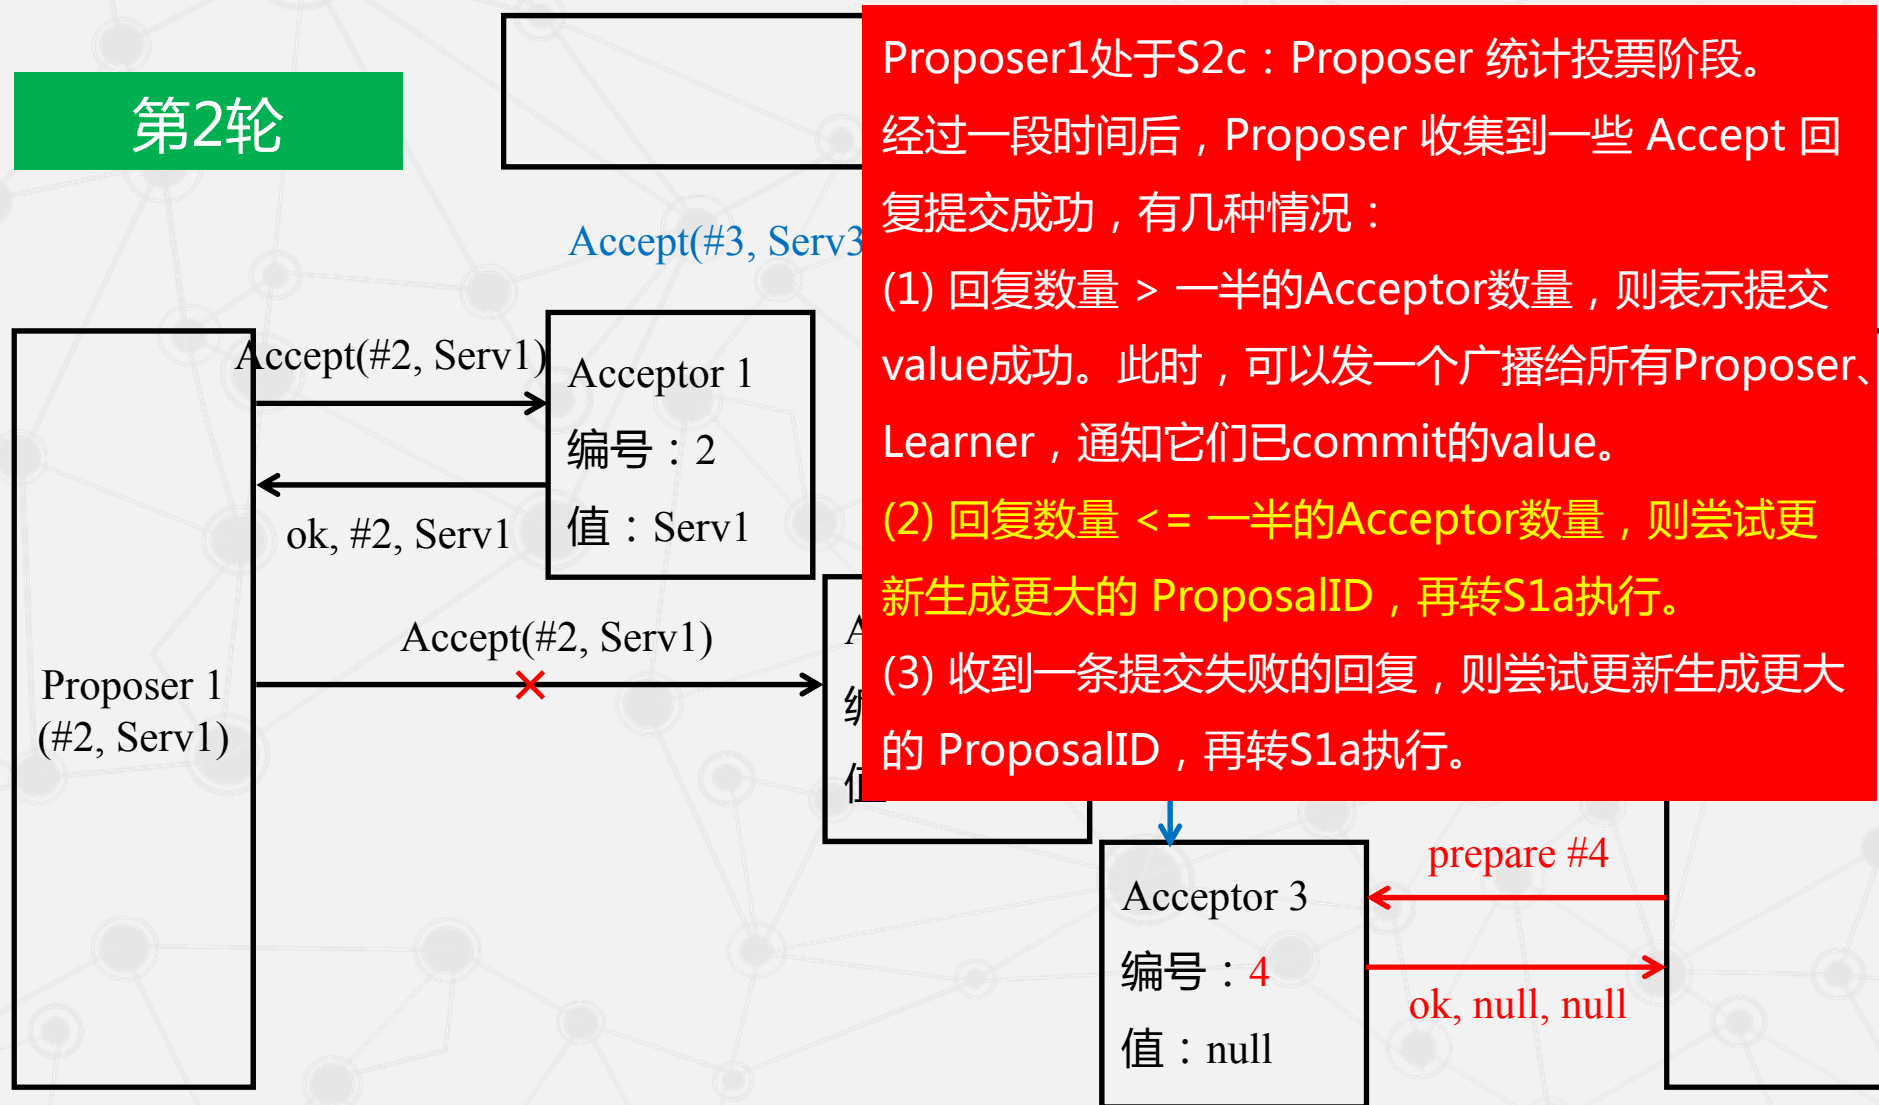 第2轮
Proposer1处于S2c：Proposer 统计投票阶段。
经过一段时间后，Proposer 收集到一些 Accept 回
复提交成功，有几种情况：
(1) 回复数量 > 一半的Acceptor数量，则表示提交
value成功。此时，可以发一个广播给所有Proposer、
Learner，通知它们已commit的value。
(2) 回复数量 <= 一半的Acceptor数量，则尝试更
新生成更大的 ProposalID，再转S1a执行。
(3) 收到一条提交失败的回复，则尝试更新生成更大
的 ProposalID，再转S1a执行。
Accept(#3, Serv3
Accept(#2, Serv1)
ok, #2, Serv1
Acceptor 1
编号：2
值：Serv1
Accept(#2, Serv1)
Proposer 1
(#2, Serv1)
Acceptor 3
编号：4
值：null
prepare #4
ok, null, null